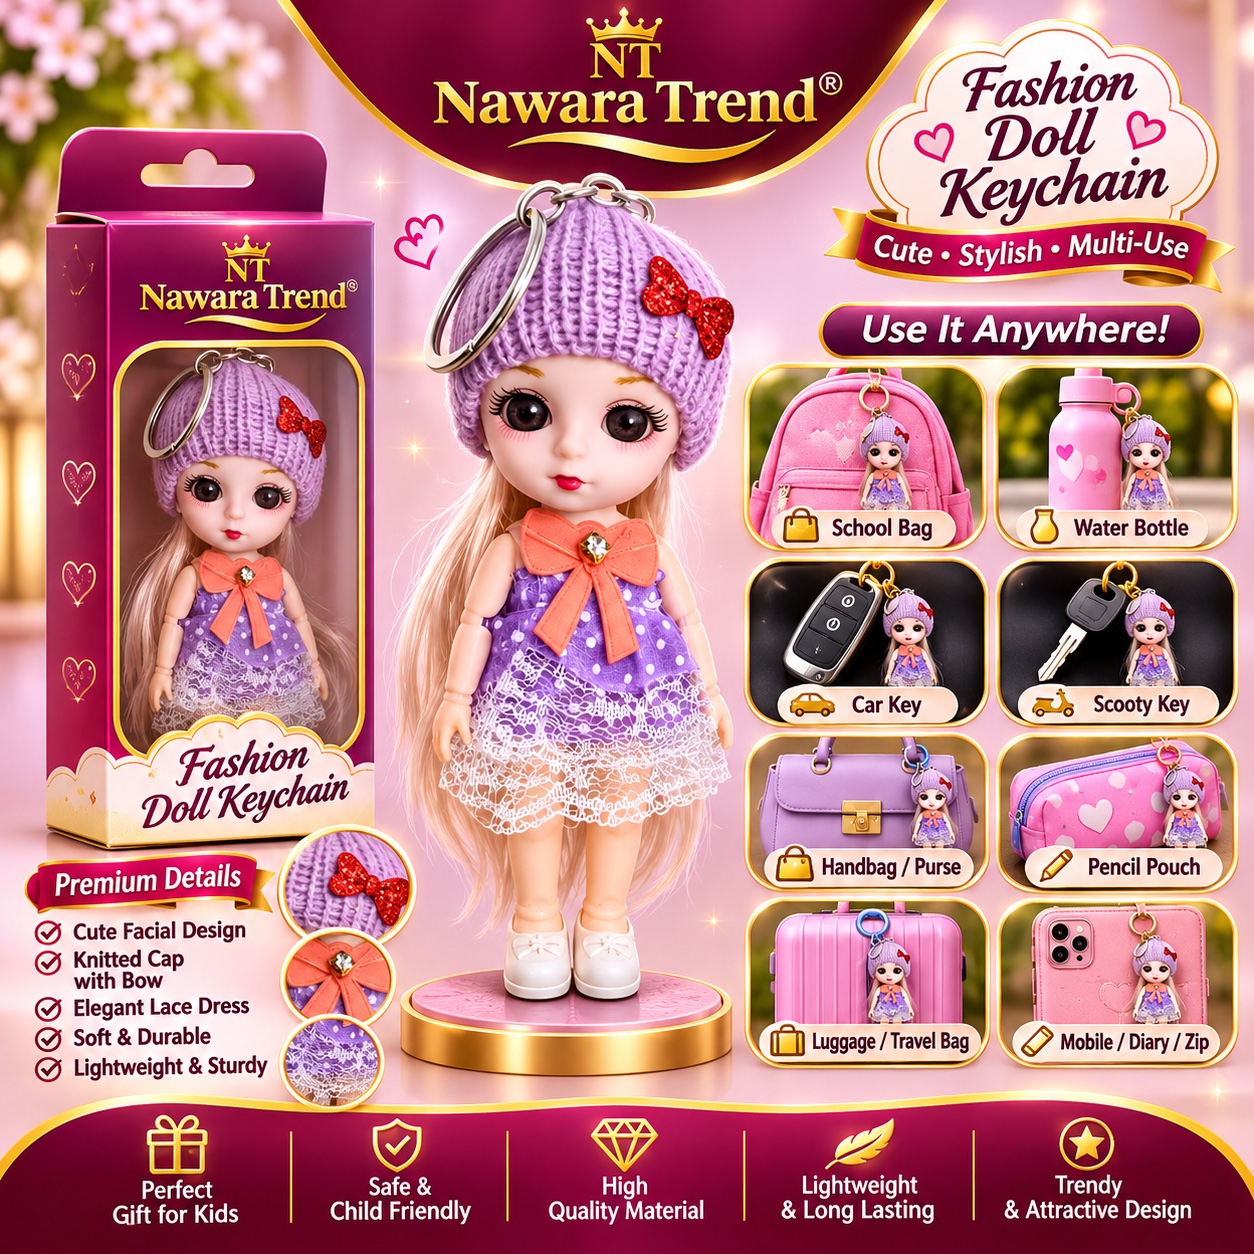 NT
Nawara Trend®
Fashion
Doll
Keychain
Cute • Stylish • Multi-Use
Use It Anywhere!
NT
Nawara Trend®
Fashion
Doll Keychain
School Bag
Water Bottle
Car Key
Scooty Key
Handbag / Purse
Pencil Pouch
Luggage / Travel Bag
Mobile / Diary / Zip
Premium Details
Cute Facial Design
Knitted Cap
with Bow
Elegant Lace Dress
Soft & Durable
Lightweight & Sturdy
Perfect
Gift for Kids
Safe &
Child Friendly
High
Quality Material
Lightweight
& Long Lasting
Trendy
& Attractive Design